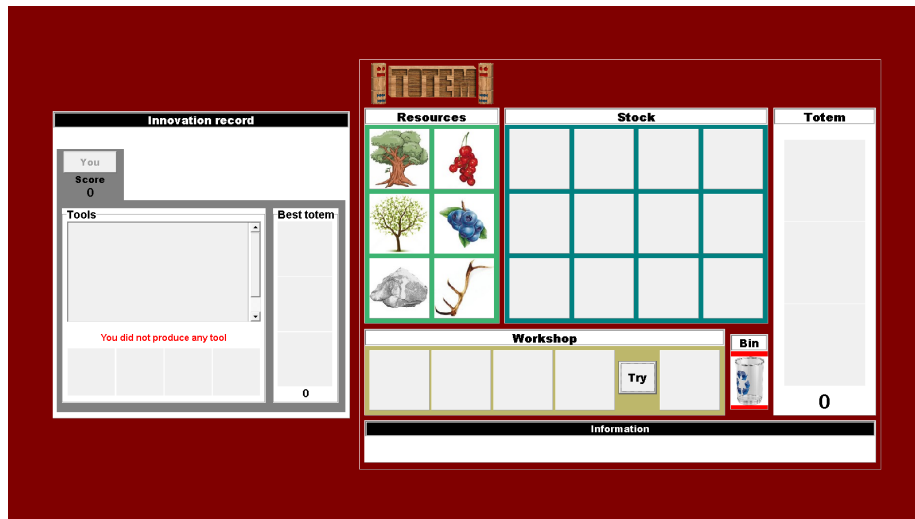 TOTEM
Innovation record
You
Score
0
Tools
You did not produce any tool
Best totem
0
Resources
Stock
Totem
0
Workshop
Try
Bin
Information